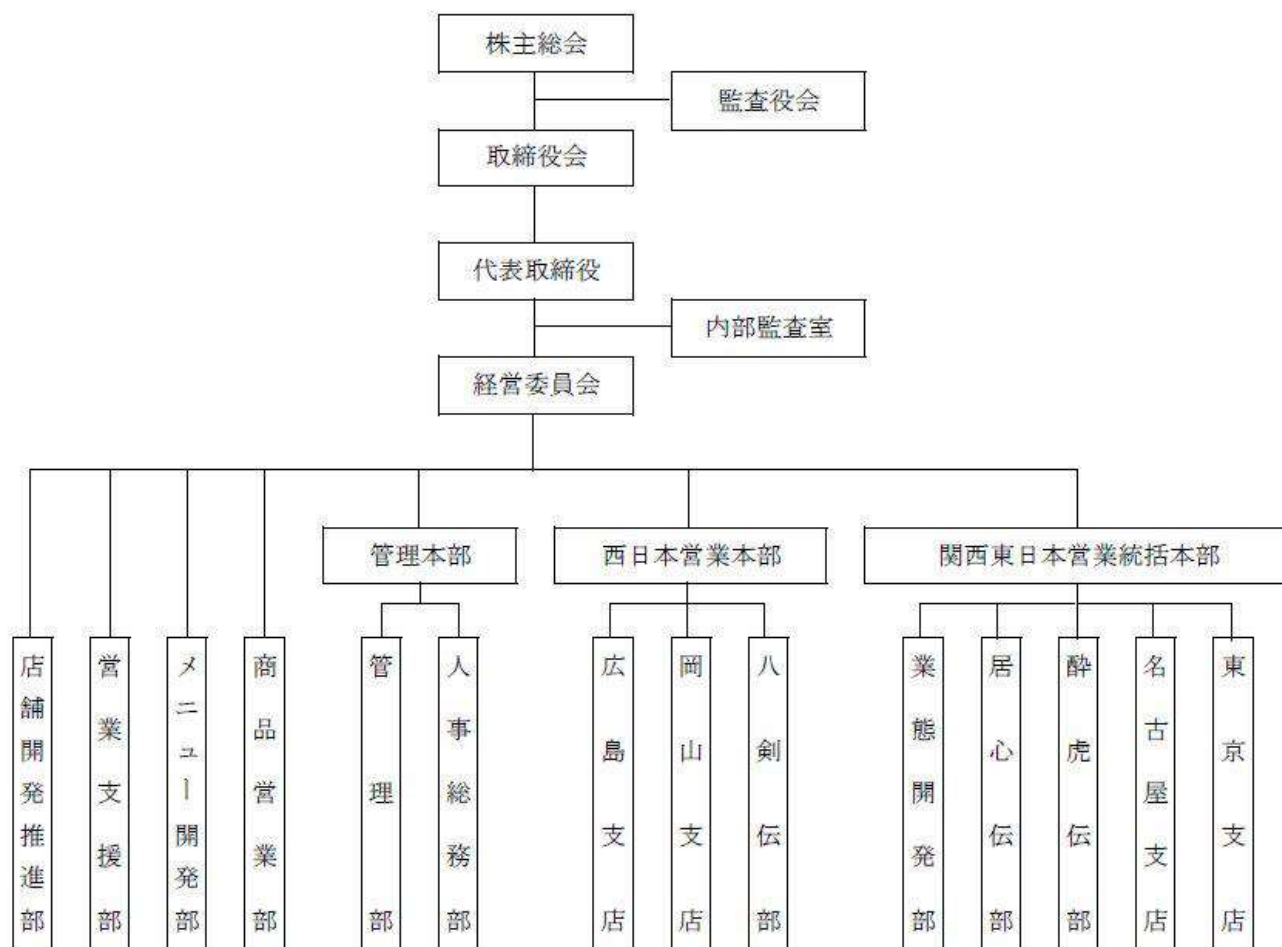 株主総会
監査役会
取締役会
代表取締役
内部監査室
経営委員会
管理本部
西日本営業本部
関西東日本営業統括本部
店舗開発推進部
営業支援部
メニュー開発部
商品営業部
管理部
人事総務部
広島支店
岡山支店
八剣伝部
業態開発部
居心伝部
酔虎伝部
名古屋支店
東京支店